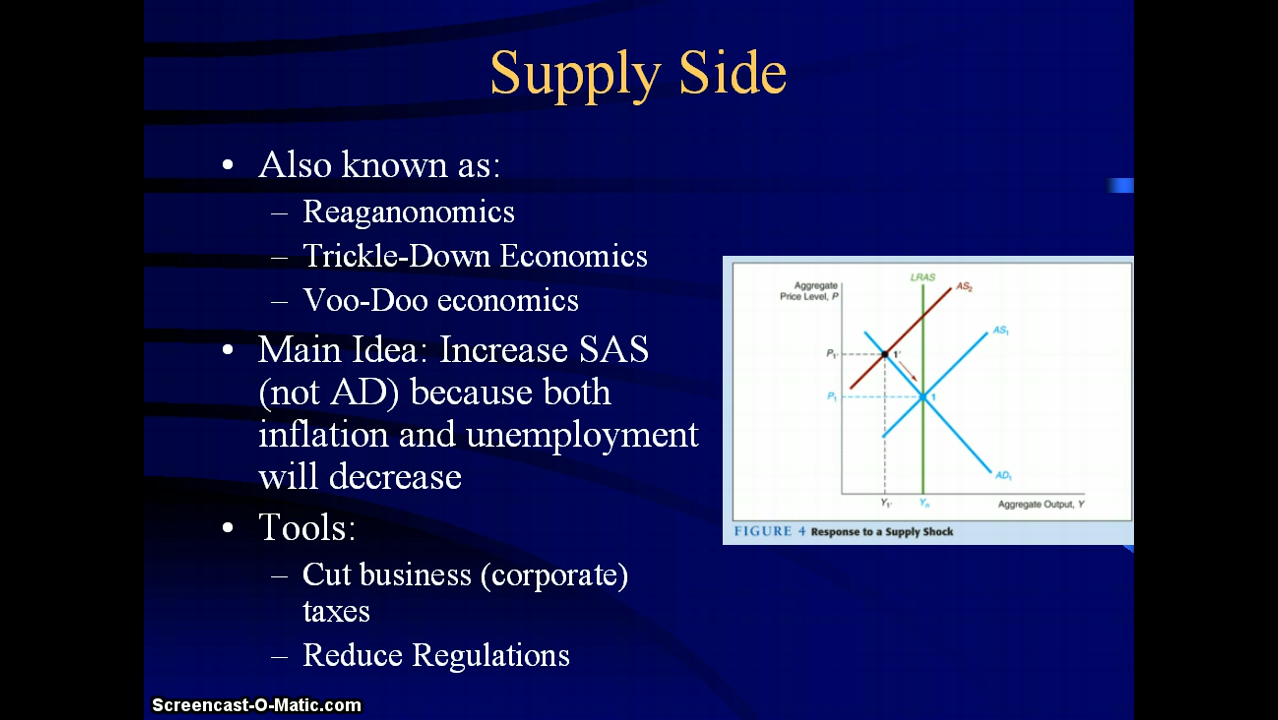 Supply Side
• Also known as:
– Reaganonomics
– Trickle-Down Economics
– Voo-Doo economics
• Main Idea: Increase SAS
(not AD) because both
inflation and unemployment
will decrease
• Tools:
– Cut business (corporate)
taxes
– Reduce Regulations
Aggregate
Price Level, P
LRAS
AS2
AS1
P1'
1'
P1
1
AD1
Y1'
Yn
Aggregate Output, Y
FIGURE 4 Response to a Supply Shock
Screencast-O-Matic.com